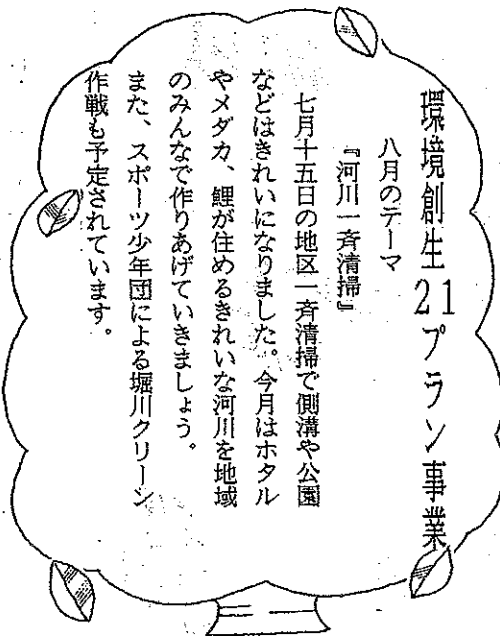 環境創生21プラン事業
八月のテーマ
『河川一斉清掃』
七月十五日の地区一斉清掃で側溝や公園
などはきれいになりました。今月はホタル
やメダカ、鯉が住めるきれいな河川を地域
のみんなで作りあげていきましょう。
また、スポーツ少年団による堀川クリーン
作戦も予定されています。